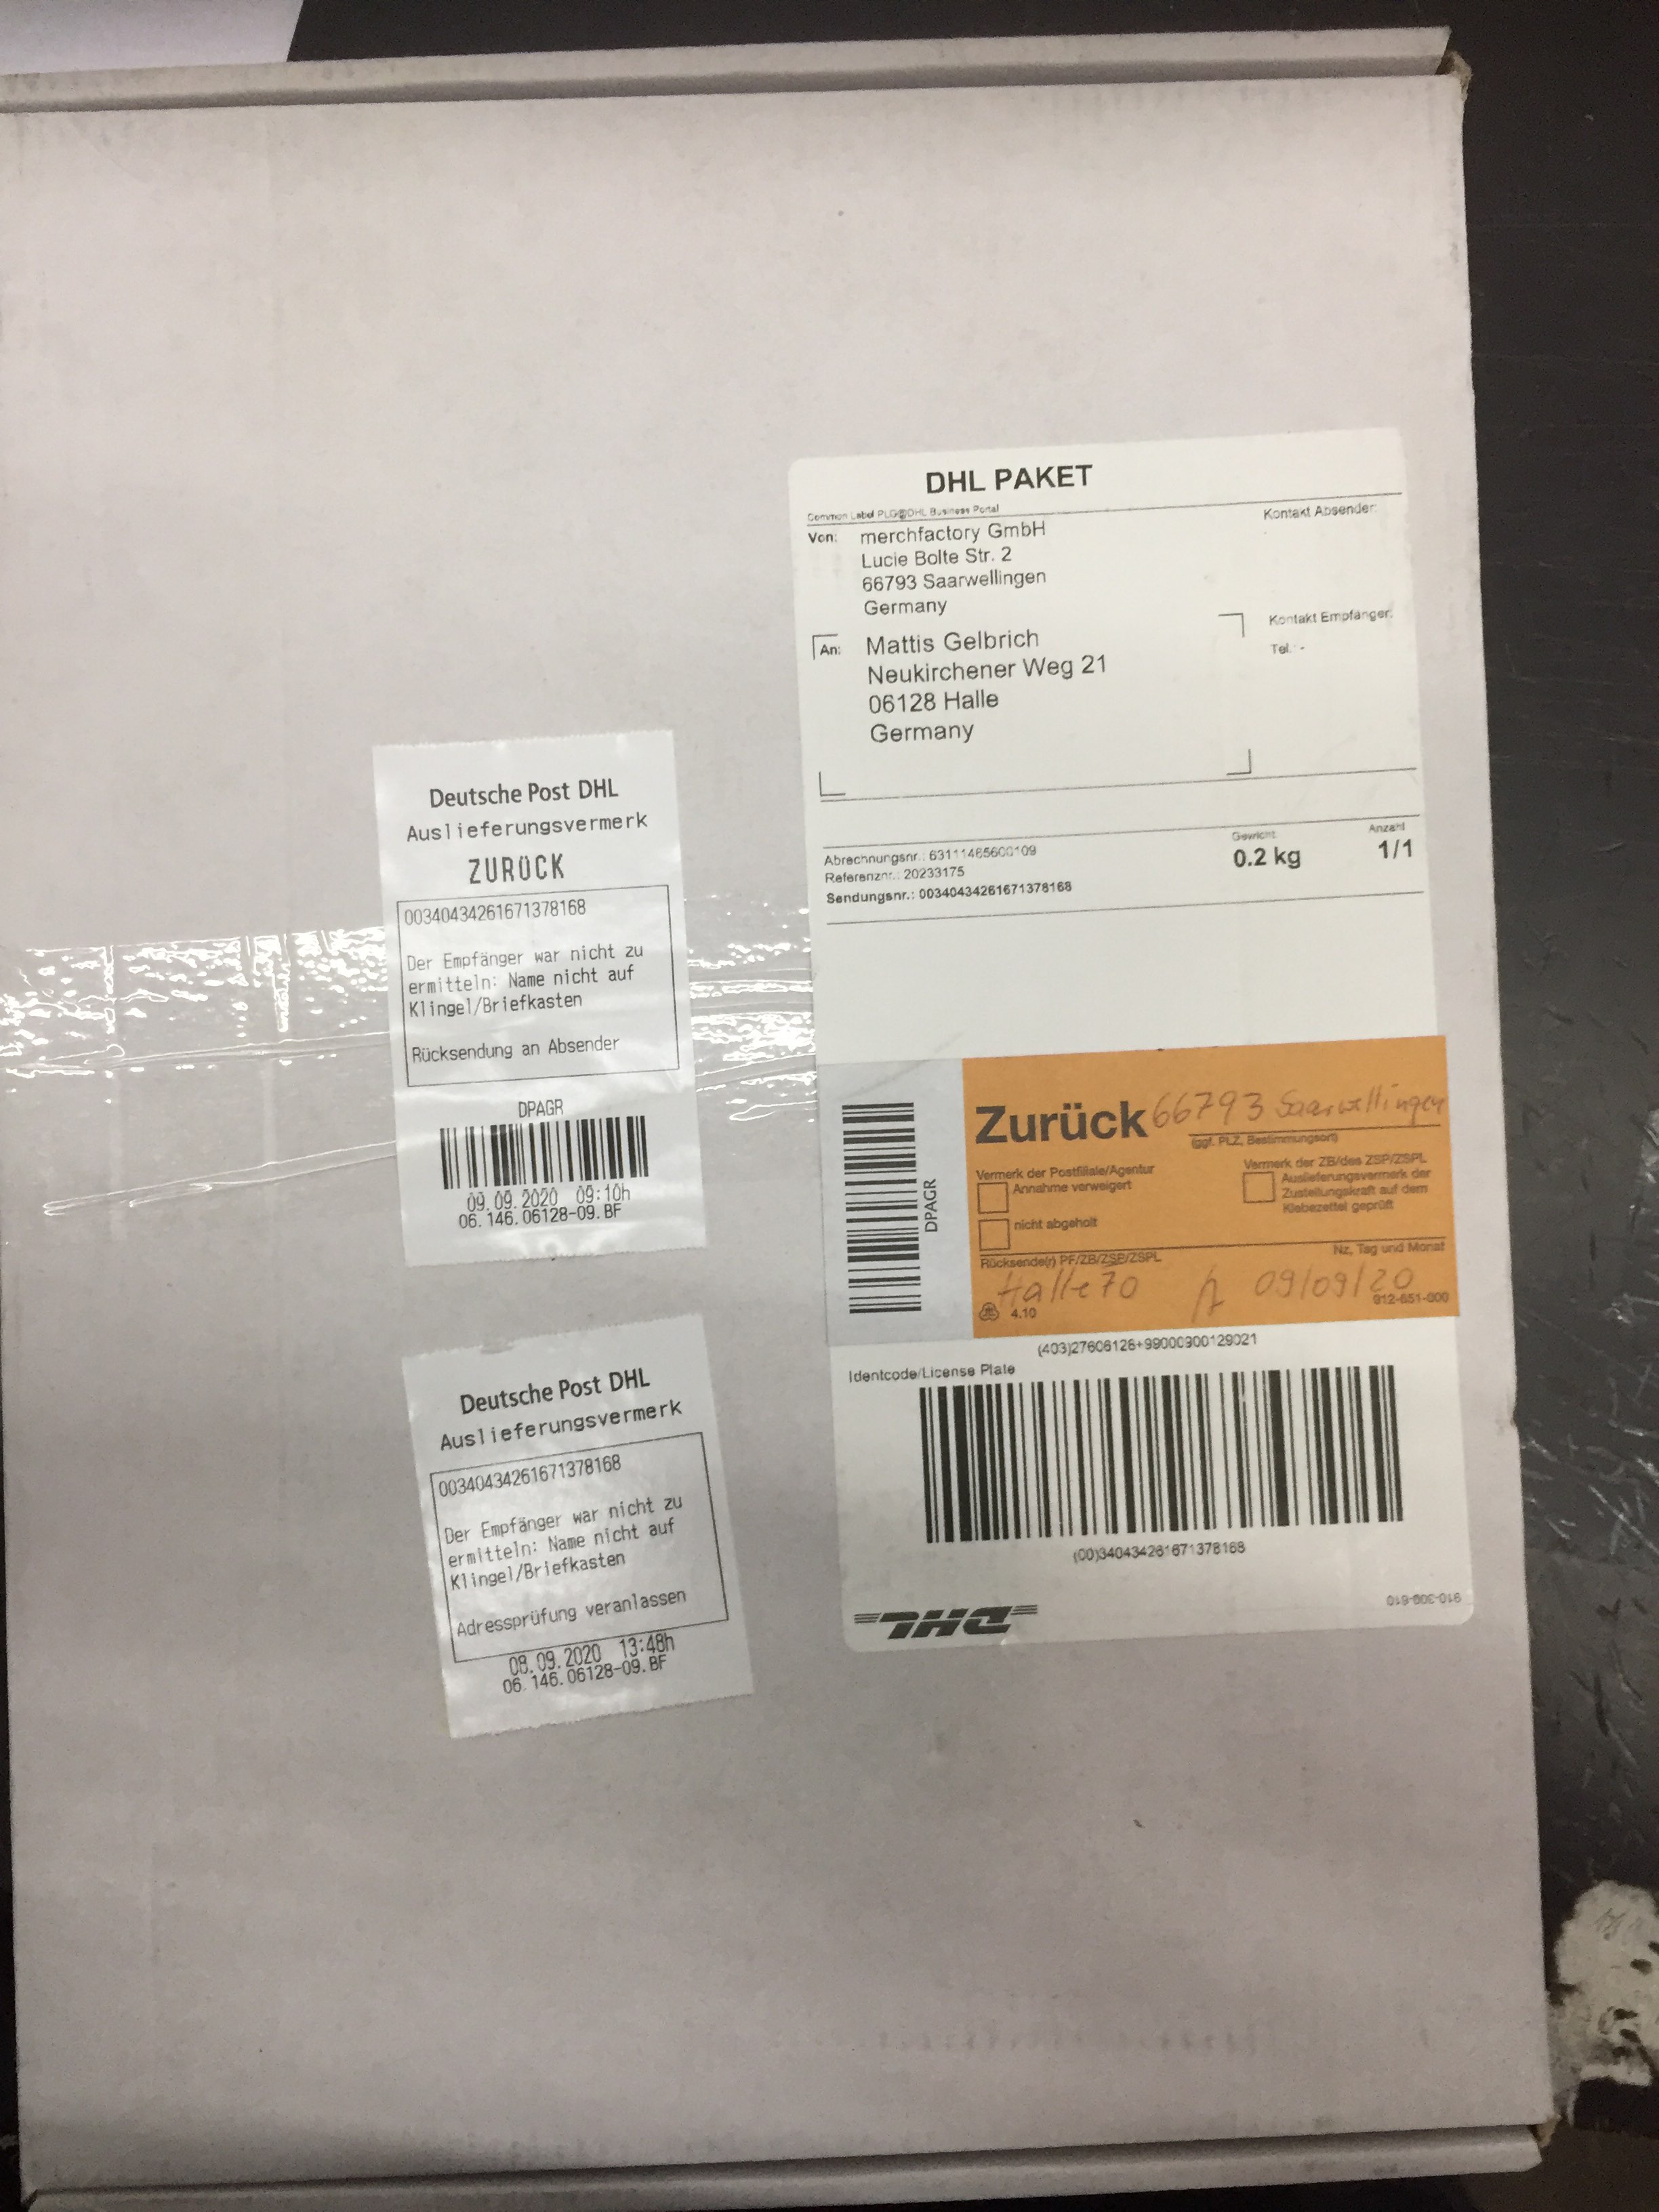 DHL PAKET
Common Label PLG@DHL Business Portal
Kontakt Absender:
Von: merchfactory GmbH
Lucie Bolte Str. 2
66793 Saarwellingen
Germany
Kontakt Empfänger:
Tel.: -
An: Mattis Gelbrich
Neukirchener Weg 21
06128 Halle
Germany
Abrechnungsnr.: 63111465600109
Referenznr.: 20233175
Sendungsnr.: 00340434261671378168
Gewicht
0.2 kg
Anzahl
1/1
Deutsche Post DHL
Auslieferungsvermerk
ZURÜCK
00340434261671378168
Der Empfänger war nicht zu
ermitteln: Name nicht auf
Klingel/Briefkasten
Rücksendung an Absender
DPAGR
09.09.2020 09:10h
06.146.06128-09.BF
DPAGR
Zurück 66793 Saarwellingen
(ggf. PLZ, Bestimmungsort)
Vermerk der Postfiliale/Agentur
Annahme verweigert
nicht abgeholt
Vermerk der ZB/des ZSP/ZSPL
Auslieferungsvermerk der
Zustellungskraft auf dem
Klebezettel geprüft
Rücksende(r) PF/ZB/ZSP/ZSPL
Nz, Tag und Monat
Halle 70 09/09/20
4.10
912-651-000
(403)27606128+99000900129021
Identcode/License Plate
(00)340434261671378168
DHL
910-300-610
Deutsche Post DHL
Auslieferungsvermerk
00340434261671378168
Der Empfänger war nicht zu
ermitteln: Name nicht auf
Klingel/Briefkasten
Adressprüfung veranlassen
08.09.2020 13:48h
06.146.06128-09.BF